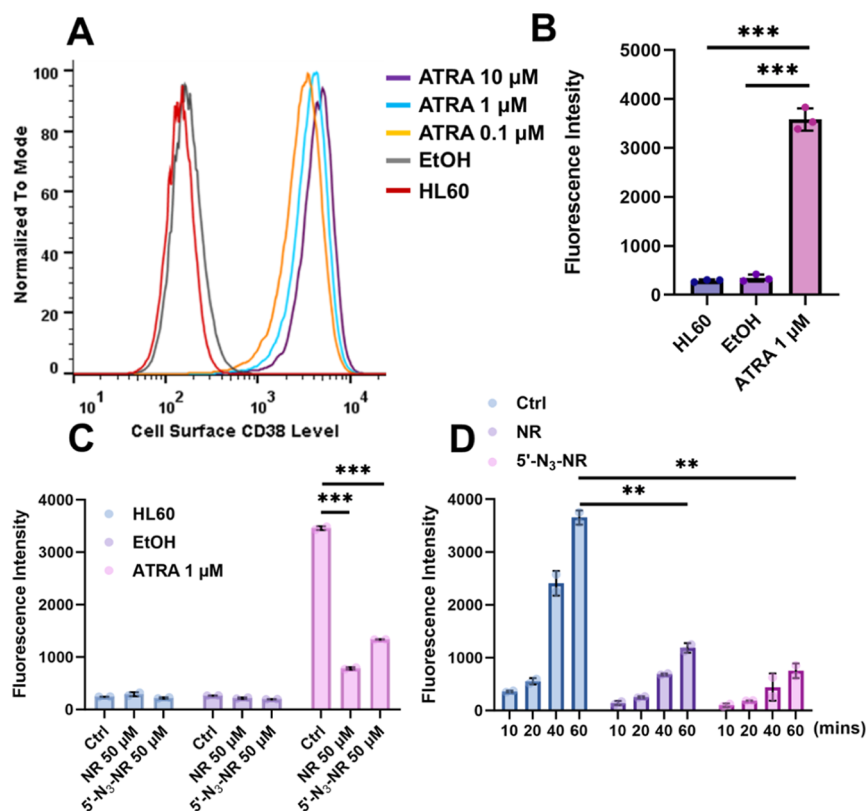 A
Normalized To Mode
100
80
60
40
20
0
10¹ 10² 10³ 10⁴
Cell Surface CD38 Level
ATRA 10 µM
ATRA 1 µM
ATRA 0.1 µM
EtOH
HL60
B
Fluorescence Intesity
5000
4000
3000
2000
1000
0
***
***
HL60
EtOH
ATRA 1 µM
C
Fluorescence Intensity
4000
3000
2000
1000
0
HL60
EtOH
ATRA 1 µM
***
***
Ctrl
NR 50 µM
5'-N₃-NR 50 µM
Ctrl
NR 50 µM
5'-N₃-NR 50 µM
Ctrl
NR 50 µM
5'-N₃-NR 50 µM
D
Ctrl
NR
5'-N₃-NR
Fluorescence Intensity
4000
3000
2000
1000
0
**
**
10 20 40 60 10 20 40 60 10 20 40 60 (mins)